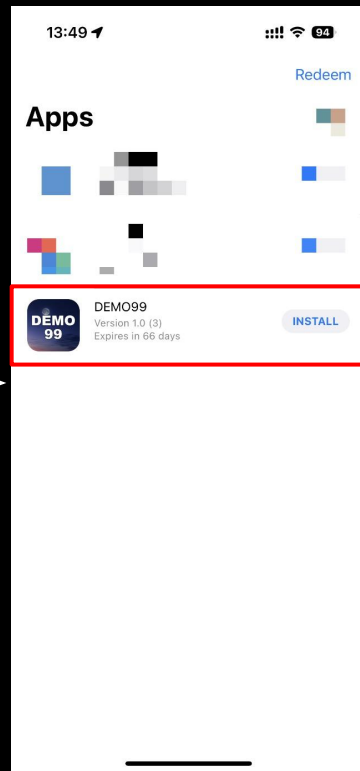 13:49
94
Redeem
Apps
DEMO
99
DEMO99
Version 1.0 (3)
Expires in 66 days
INSTALL